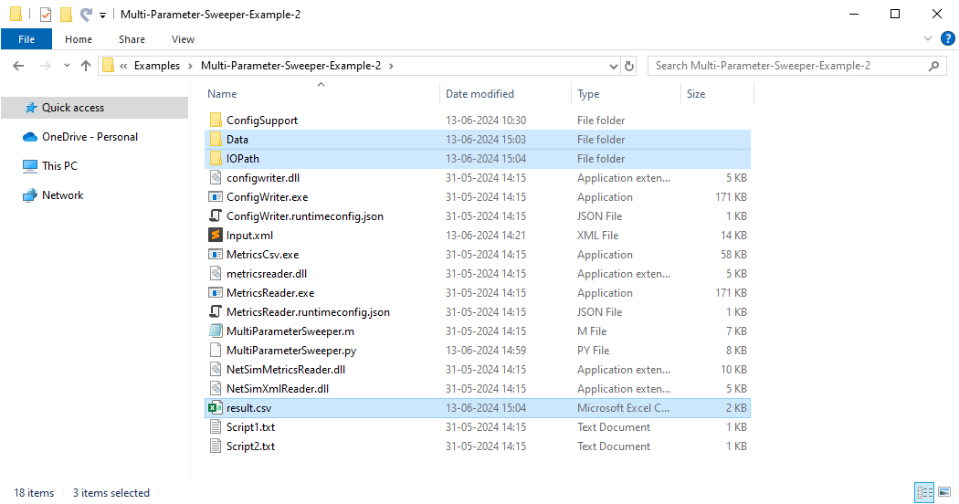 Multi-Parameter-Sweeper-Example-2
File Home Share View
« Examples › Multi-Parameter-Sweeper-Example-2 › Search Multi-Parameter-Sweeper-Example-2
Name Date modified Type Size
Quick access
OneDrive - Personal
This PC
Network
ConfigSupport 13-06-2024 10:30 File folder
Data 13-06-2024 15:03 File folder
IOPath 13-06-2024 15:04 File folder
configwriter.dll 31-05-2024 14:15 Application exten... 5 KB
ConfigWriter.exe 31-05-2024 14:15 Application 171 KB
ConfigWriter.runtimeconfig.json 31-05-2024 14:15 JSON File 1 KB
Input.xml 13-06-2024 14:21 XML File 14 KB
MetricsCsv.exe 31-05-2024 14:15 Application 58 KB
metricsreader.dll 31-05-2024 14:15 Application exten... 5 KB
MetricsReader.exe 31-05-2024 14:15 Application 171 KB
MetricsReader.runtimeconfig.json 31-05-2024 14:15 JSON File 1 KB
MultiParameterSweeper.m 31-05-2024 14:15 M File 7 KB
MultiParameterSweeper.py 13-06-2024 14:59 PY File 8 KB
NetSimMetricsReader.dll 31-05-2024 14:15 Application exten... 10 KB
NetSimXmlReader.dll 31-05-2024 14:15 Application exten... 5 KB
result.csv 13-06-2024 15:04 Microsoft Excel C... 2 KB
Script1.txt 31-05-2024 14:15 Text Document 1 KB
Script2.txt 31-05-2024 14:15 Text Document 1 KB
18 items 3 items selected